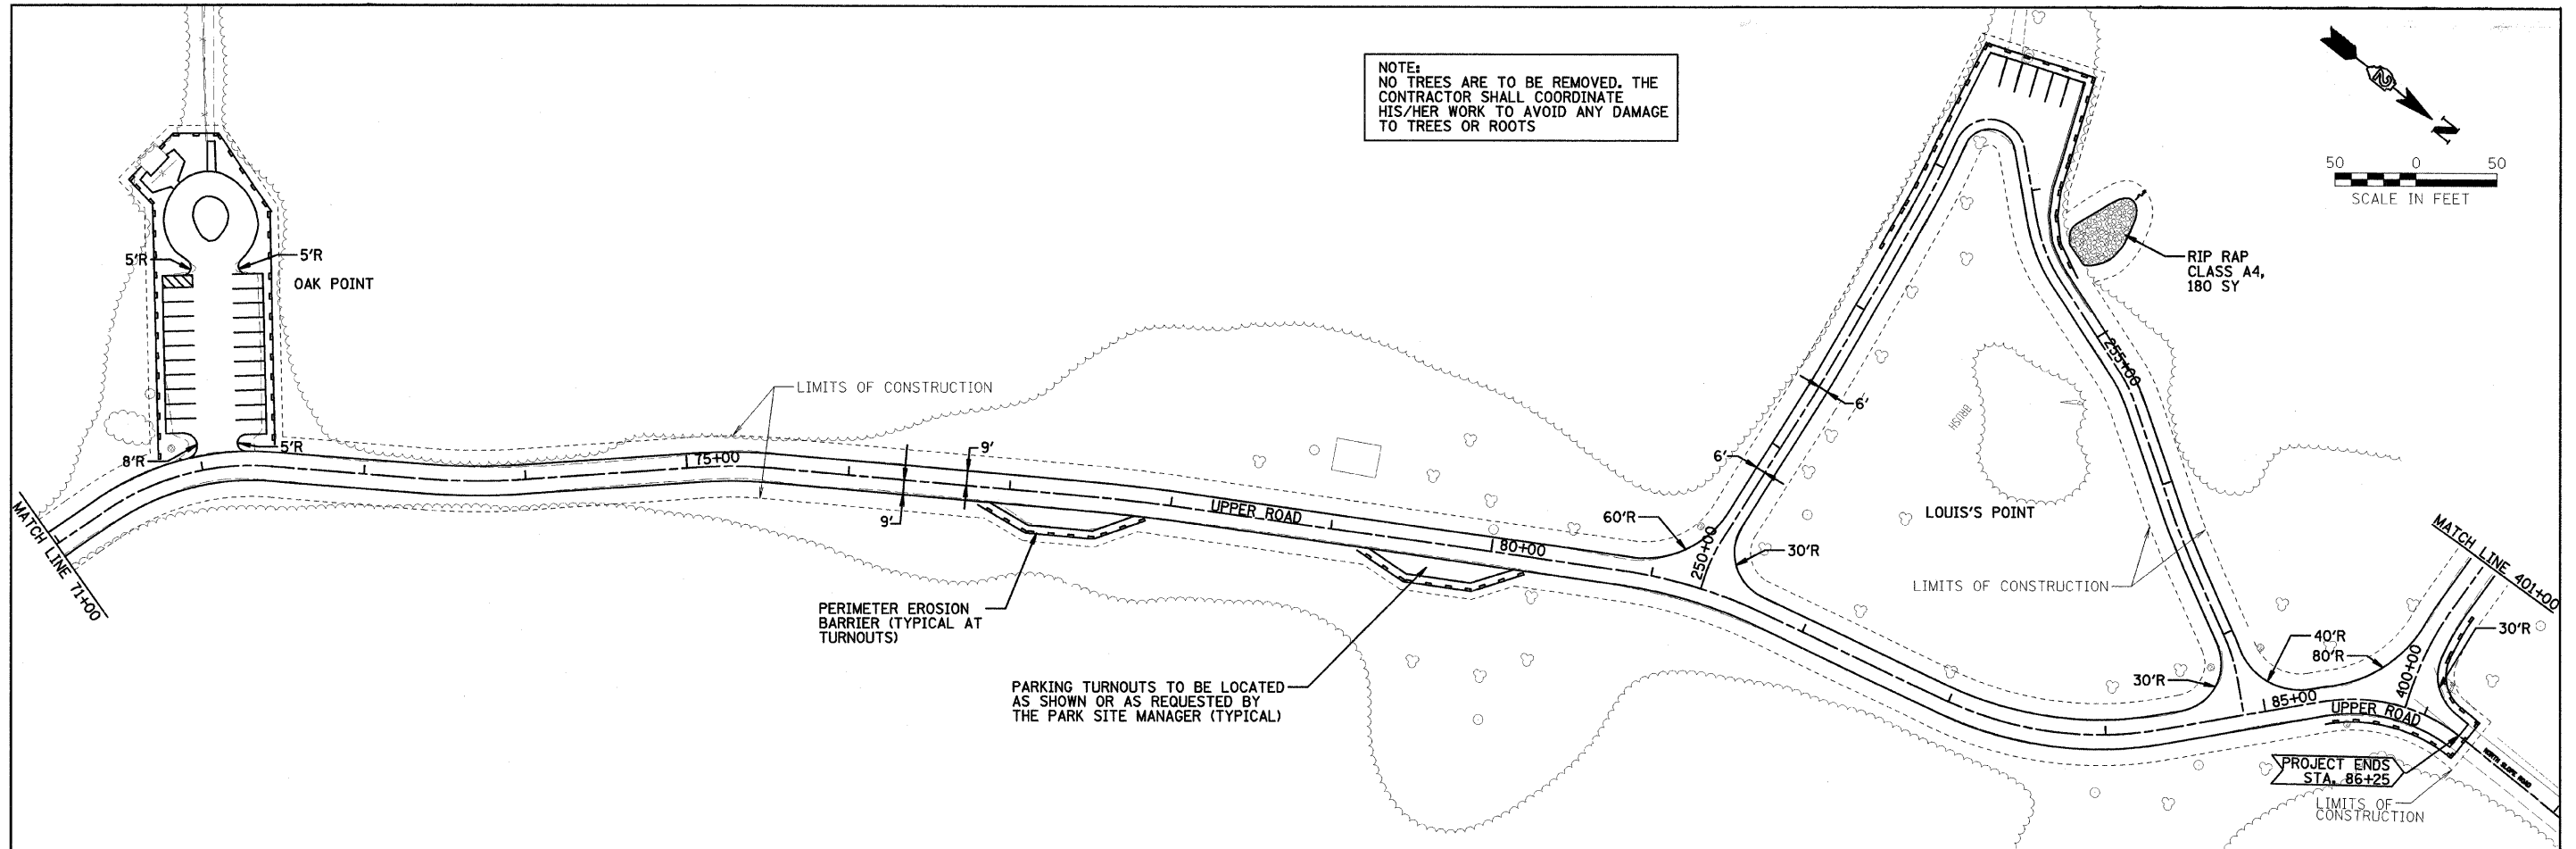 NOTE:
NO TREES ARE TO BE REMOVED. THE
CONTRACTOR SHALL COORDINATE
HIS/HER WORK TO AVOID ANY DAMAGE
TO TREES OR ROOTS
N
50 0 50
SCALE IN FEET
5'R
5'R
OAK POINT
RIP RAP
CLASS A4,
180 SY
255+00
LIMITS OF CONSTRUCTION
6'
BRUSH
8'R
5'R
75+00
9'
9'
6'
MATCH LINE 71+00
UPPER ROAD
60'R
80+00
250+00
30'R
LOUIS'S POINT
MATCH LINE 401+00
LIMITS OF CONSTRUCTION
PERIMETER EROSION
BARRIER (TYPICAL AT
TURNOUTS)
40'R
80'R
30'R
30'R
400+00
85+00
UPPER ROAD
PARKING TURNOUTS TO BE LOCATED
AS SHOWN OR AS REQUESTED BY
THE PARK SITE MANAGER (TYPICAL)
PROJECT ENDS
STA. 86+25
NORTH SLOPE ROAD
LIMITS OF
CONSTRUCTION